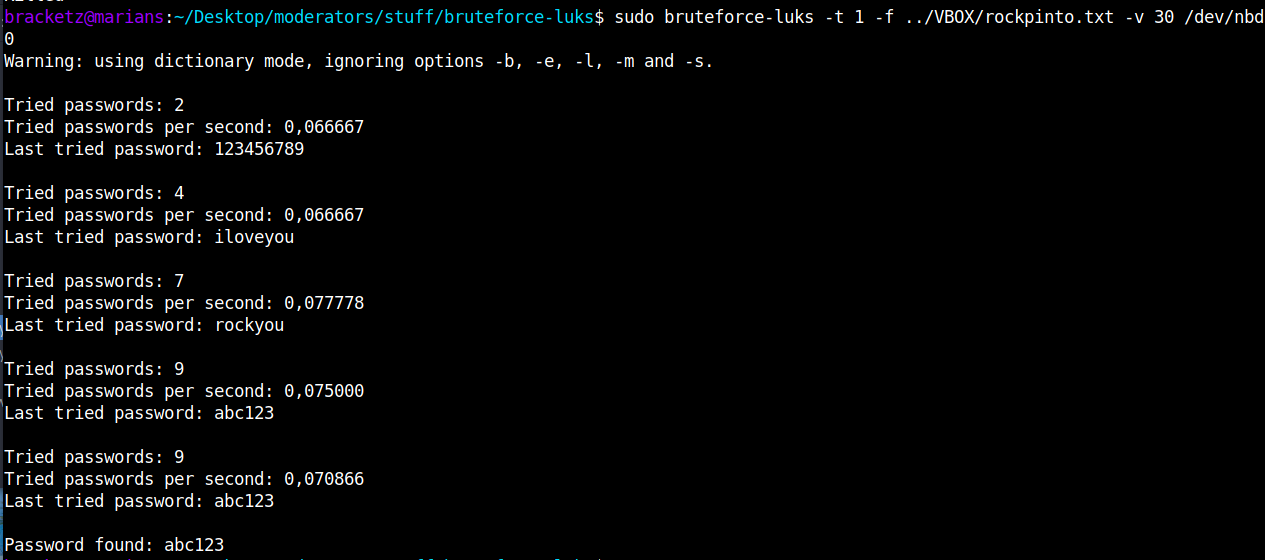 bracketz@marians:~/Desktop/moderators/stuff/bruteforce-luks$ sudo bruteforce-luks -t 1 -f ../VBOX/rockpinto.txt -v 30 /dev/nbd
0
Warning: using dictionary mode, ignoring options -b, -e, -l, -m and -s.
Tried passwords: 2
Tried passwords per second: 0,066667
Last tried password: 123456789
Tried passwords: 4
Tried passwords per second: 0,066667
Last tried password: iloveyou
Tried passwords: 7
Tried passwords per second: 0,077778
Last tried password: rockyou
Tried passwords: 9
Tried passwords per second: 0,075000
Last tried password: abc123
Tried passwords: 9
Tried passwords per second: 0,070866
Last tried password: abc123
Password found: abc123